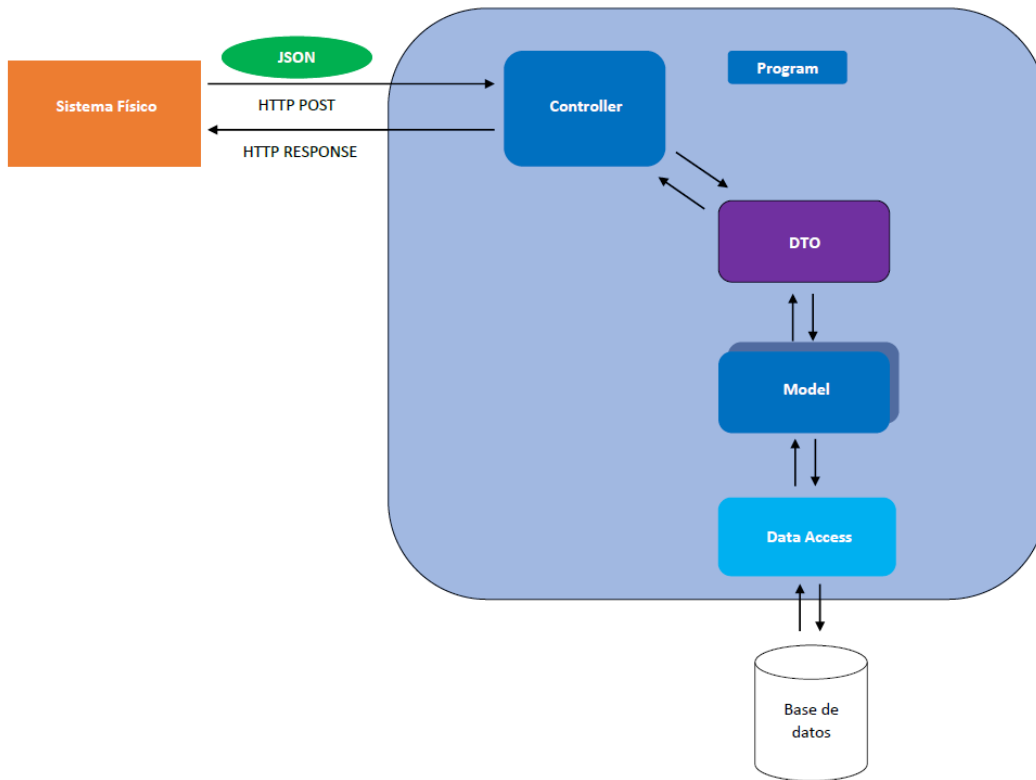 JSON
Program
Sistema Físico
HTTP POST
Controller
HTTP RESPONSE
DTO
Model
Data Access
Base de
datos